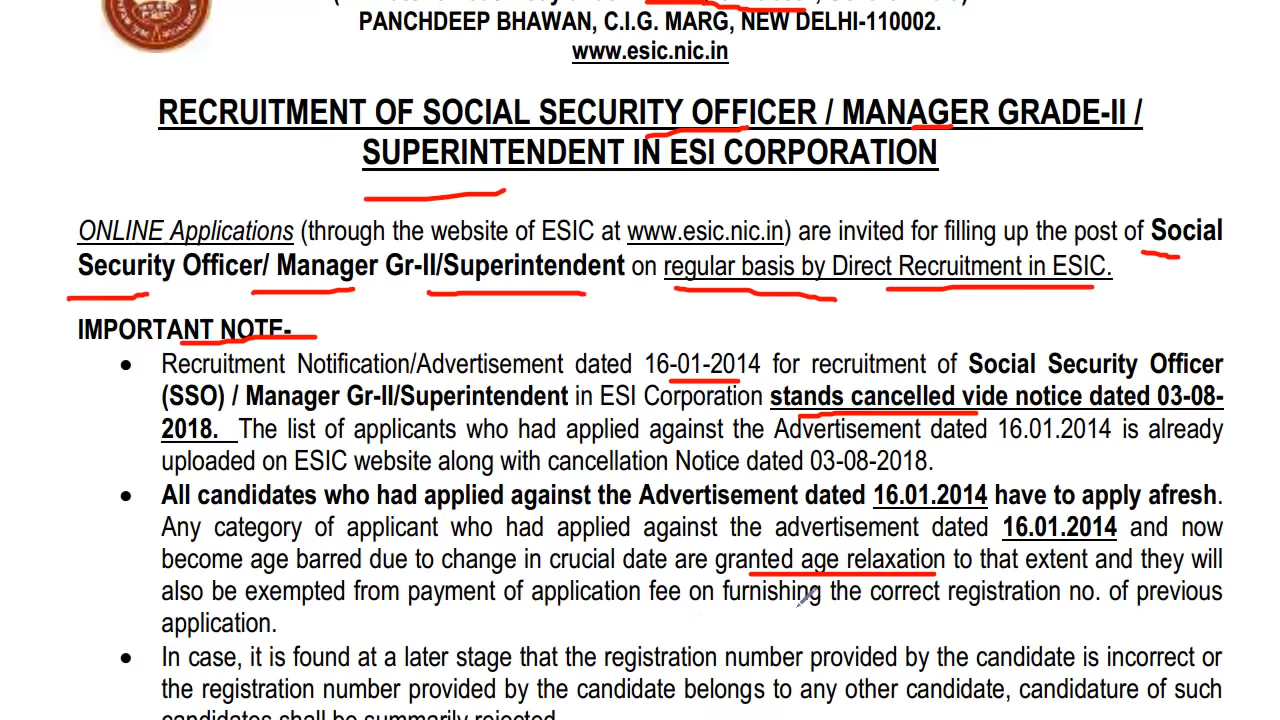 PANCHDEEP BHAWAN, C.I.G. MARG, NEW DELHI-110002.
www.esic.nic.in
RECRUITMENT OF SOCIAL SECURITY OFFICER / MANAGER GRADE-II /
SUPERINTENDENT IN ESI CORPORATION
ONLINE Applications (through the website of ESIC at www.esic.nic.in) are invited for filling up the post of Social
Security Officer/ Manager Gr-II/Superintendent on regular basis by Direct Recruitment in ESIC.
IMPORTANT NOTE-
• Recruitment Notification/Advertisement dated 16-01-2014 for recruitment of Social Security Officer
(SSO) / Manager Gr-II/Superintendent in ESI Corporation stands cancelled vide notice dated 03-08-
2018. The list of applicants who had applied against the Advertisement dated 16.01.2014 is already
uploaded on ESIC website along with cancellation Notice dated 03-08-2018.
• All candidates who had applied against the Advertisement dated 16.01.2014 have to apply afresh.
Any category of applicant who had applied against the advertisement dated 16.01.2014 and now
become age barred due to change in crucial date are granted age relaxation to that extent and they will
also be exempted from payment of application fee on furnishing the correct registration no. of previous
application.
• In case, it is found at a later stage that the registration number provided by the candidate is incorrect or
the registration number provided by the candidate belongs to any other candidate, candidature of such
candidates shall be summarily rejected.